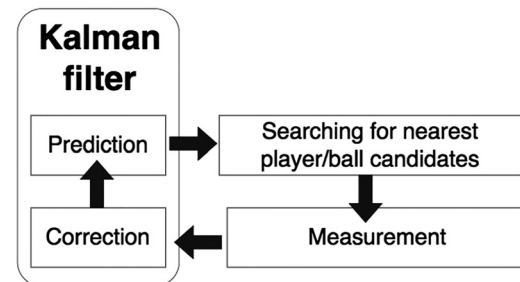 Kalman
filter
Prediction
Searching for nearest
player/ball candidates
Correction
Measurement